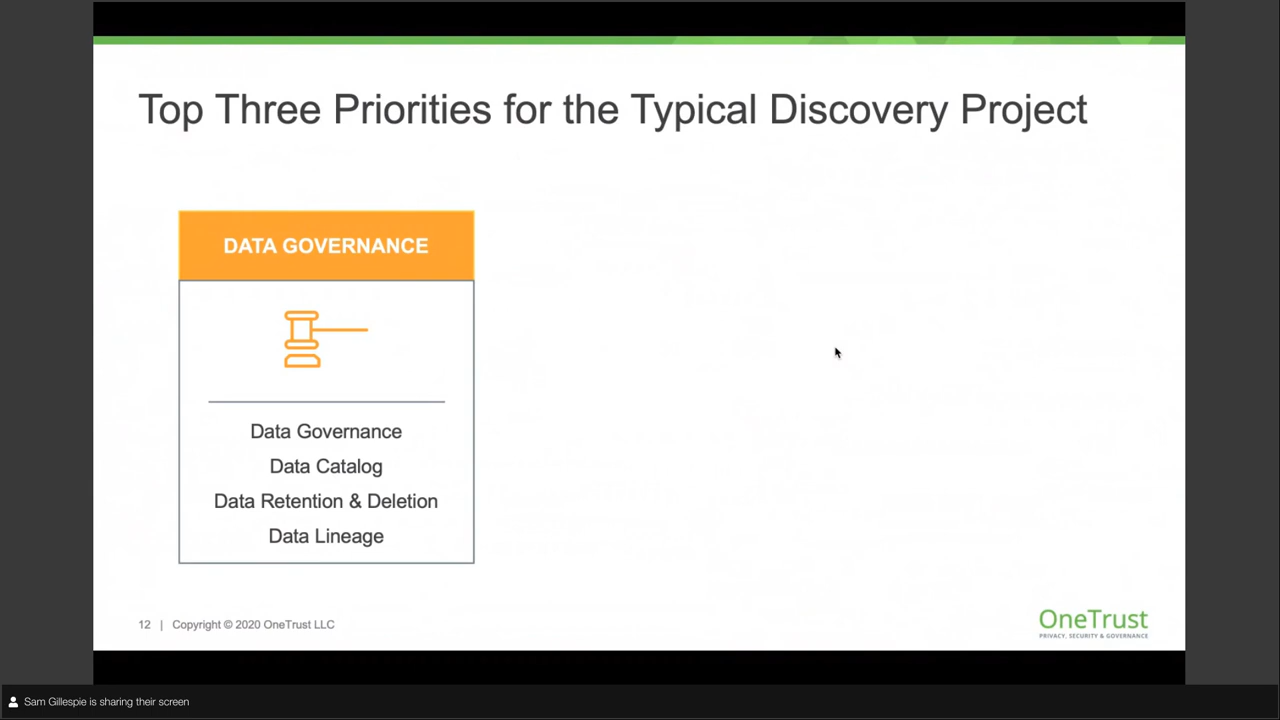 Top Three Priorities for the Typical Discovery Project
DATA GOVERNANCE
Data Governance
Data Catalog
Data Retention & Deletion
Data Lineage
12 | Copyright © 2020 OneTrust LLC
OneTrust
PRIVACY, SECURITY & GOVERNANCE
Sam Gillespie is sharing their screen